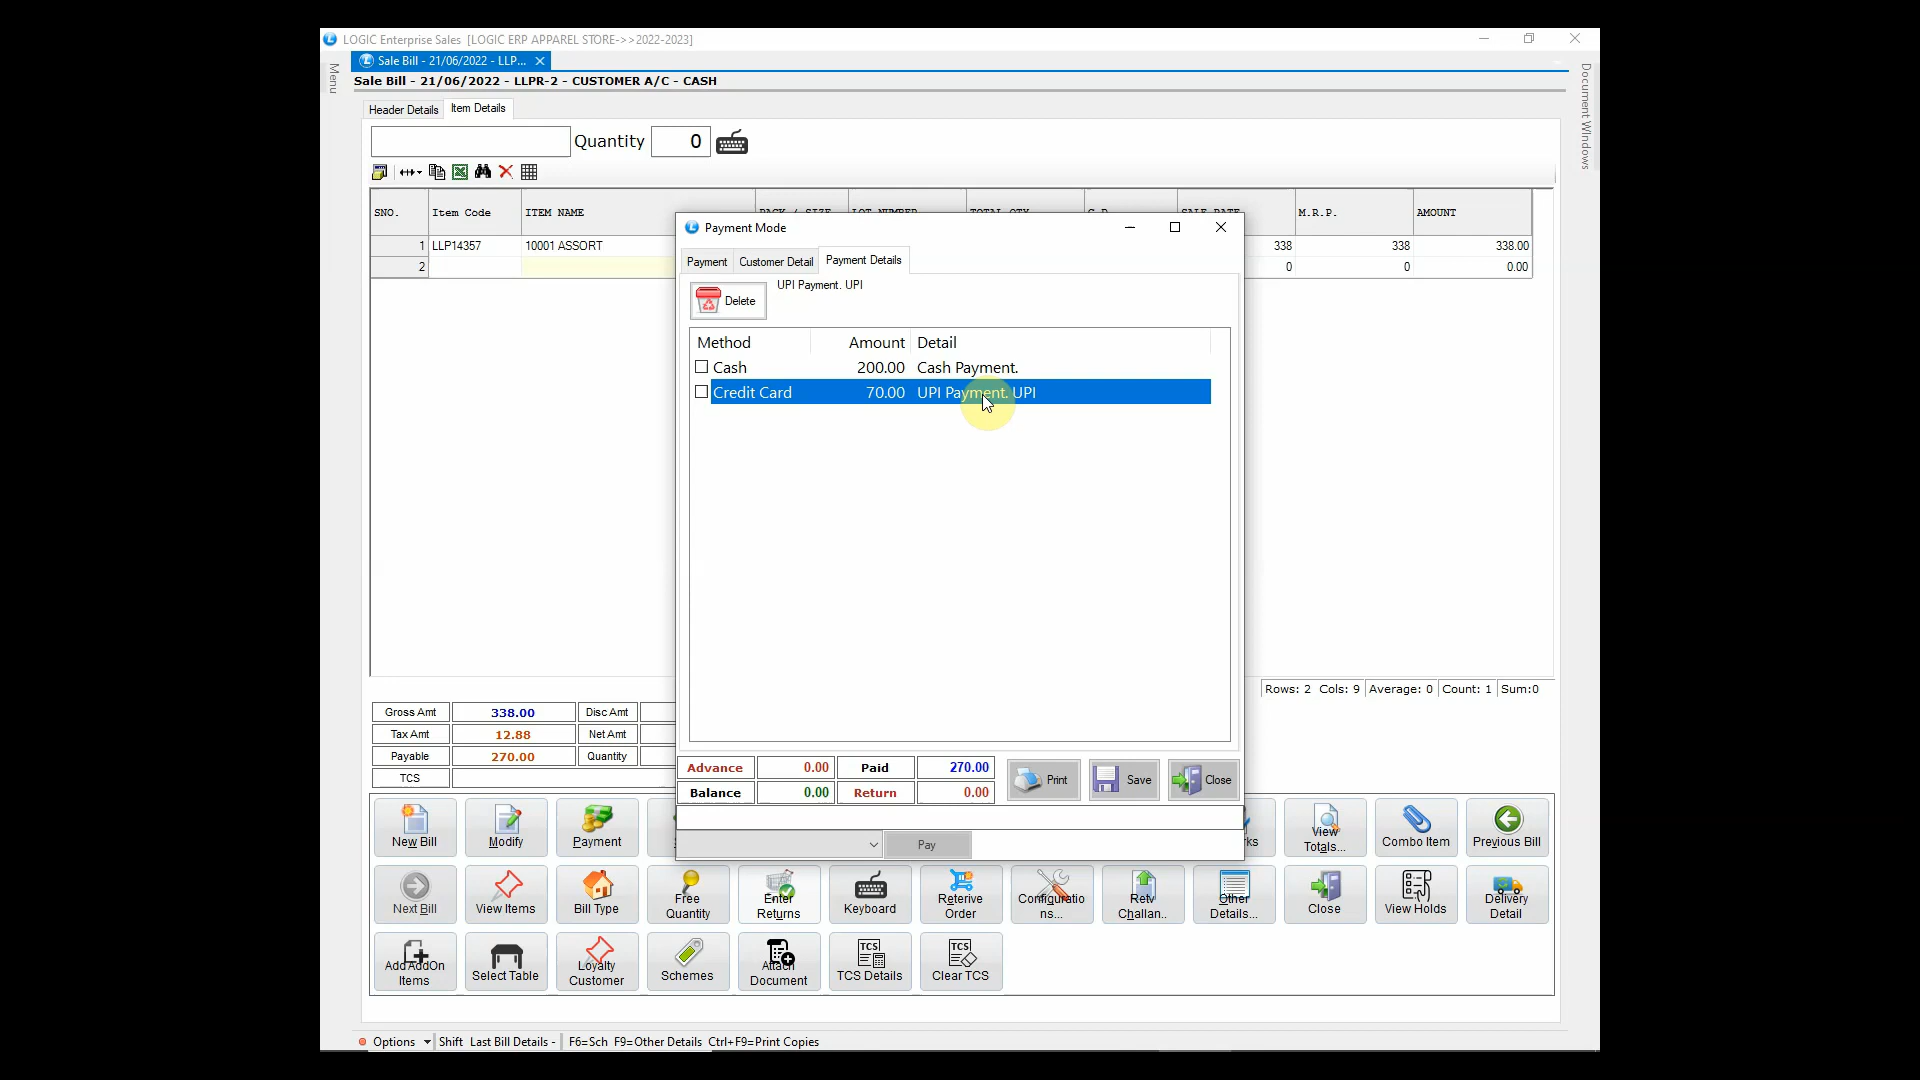 LOGIC Enterprise Sales [LOGIC ERP APPAREL STORE->>2022-2023]
Menu
Sale Bill - 21/06/2022 - LLP...
Document Windows
Sale Bill - 21/06/2022 - LLPR-2 - CUSTOMER A/C - CASH
Header Details Item Details
Quantity 0
SNO. Item Code ITEM NAME M.R.P. AMOUNT
1 LLP14357 10001 ASSORT 338 338 338.00
2 0 0 0.00
Payment Mode
Payment Customer Detail Payment Details
Delete UPI Payment. UPI
Method Amount Detail
Cash 200.00 Cash Payment.
Credit Card 70.00 UPI Payment. UPI
Rows: 2 Cols: 9 Average: 0 Count: 1 Sum:0
Gross Amt 338.00 Disc Amt
Tax Amt 12.88 Net Amt
Payable 270.00 Quantity
TCS
Advance 0.00 Paid 270.00
Balance 0.00 Return 0.00
Print Save Close
Pay
New Bill Modify Payment View Totals... Combo Item Previous Bill
Next Bill View Items Bill Type Free Quantity Enter Returns Keyboard Reterive Order Configuratio ns... Retv Challan.. Other Details... Close View Holds Delivery Detail
Add AddOn Items Select Table Loyalty Customer Schemes Attach Document TCS Details Clear TCS
Options Shift Last Bill Details - F6=Sch F9=Other Details Ctrl+F9=Print Copies